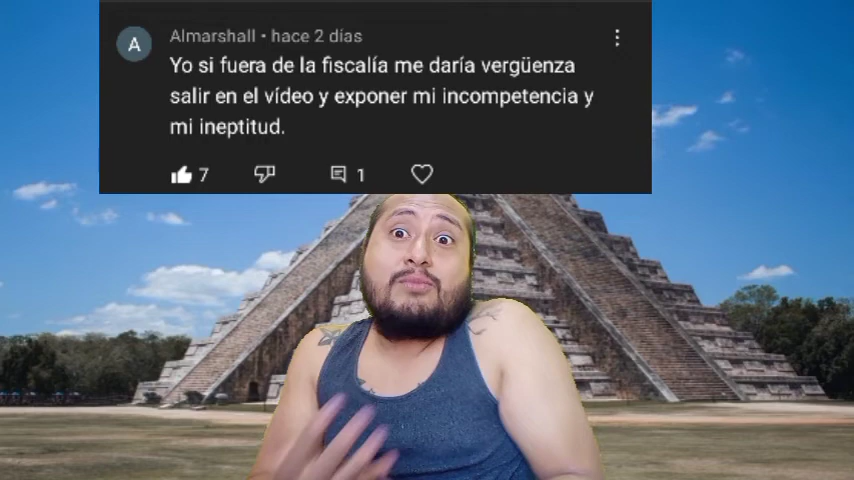 A
Almarshall • hace 2 días
Yo si fuera de la fiscalía me daría vergüenza
salir en el vídeo y exponer mi incompetencia y
mi ineptitud.
7 1